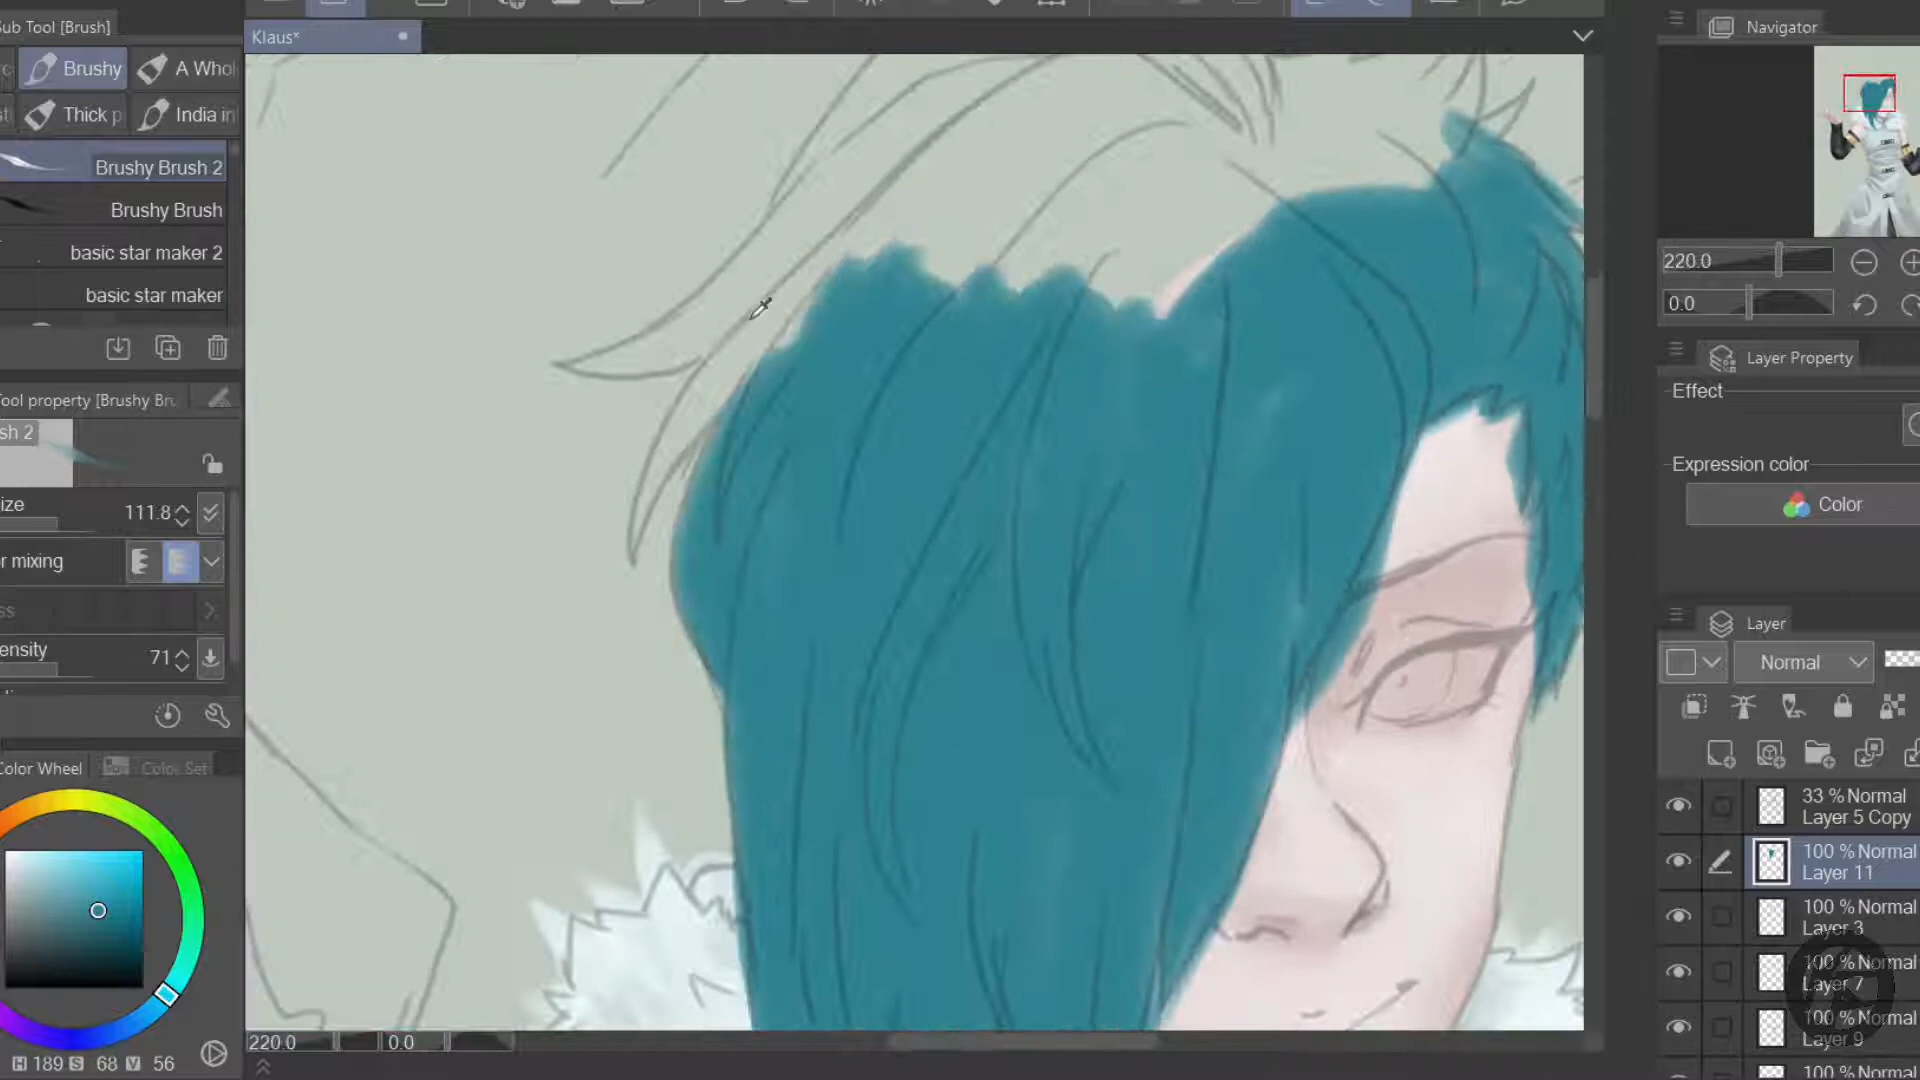 Sub Tool [Brush]
Klaus*
Navigator
Brushy
A Whol
Thick p
India in
Brushy Brush 2
Brushy Brush
basic star maker 2
basic star maker
220.0
0.0
Layer Property
Effect
Expression color
Color
Tool property [Brushy Bru
sh 2
ize
111.8
r mixing
ss
ensity
71
Layer
Normal
Color Wheel
Color Set
33 % Normal
Layer 5 Copy
100 % Normal
Layer 11
100 % Normal
Layer 3
100 % Normal
Layer 7
100 % Normal
Layer 9
100 % Normal
220.0
0.0
H 189 S 68 V 56